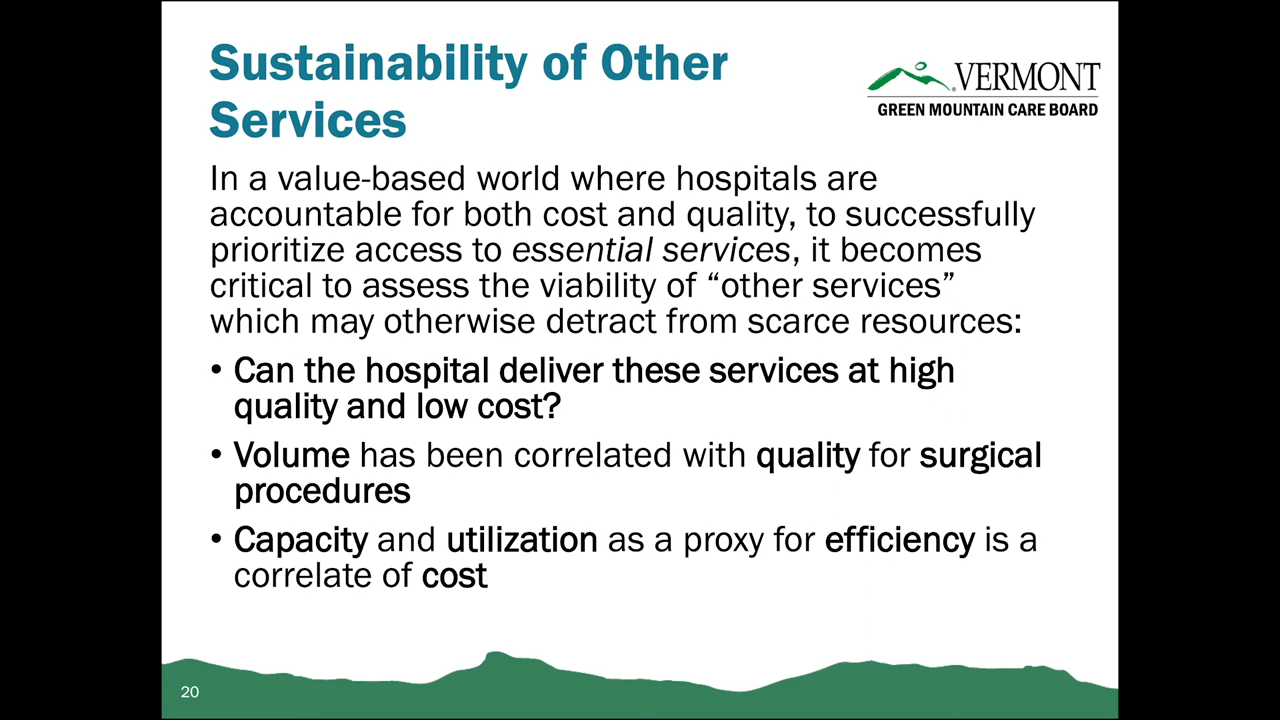 Sustainability of Other
Services
VERMONT
GREEN MOUNTAIN CARE BOARD
In a value-based world where hospitals are
accountable for both cost and quality, to successfully
prioritize access to essential services, it becomes
critical to assess the viability of “other services”
which may otherwise detract from scarce resources:
• Can the hospital deliver these services at high
quality and low cost?
• Volume has been correlated with quality for surgical
procedures
• Capacity and utilization as a proxy for efficiency is a
correlate of cost
20